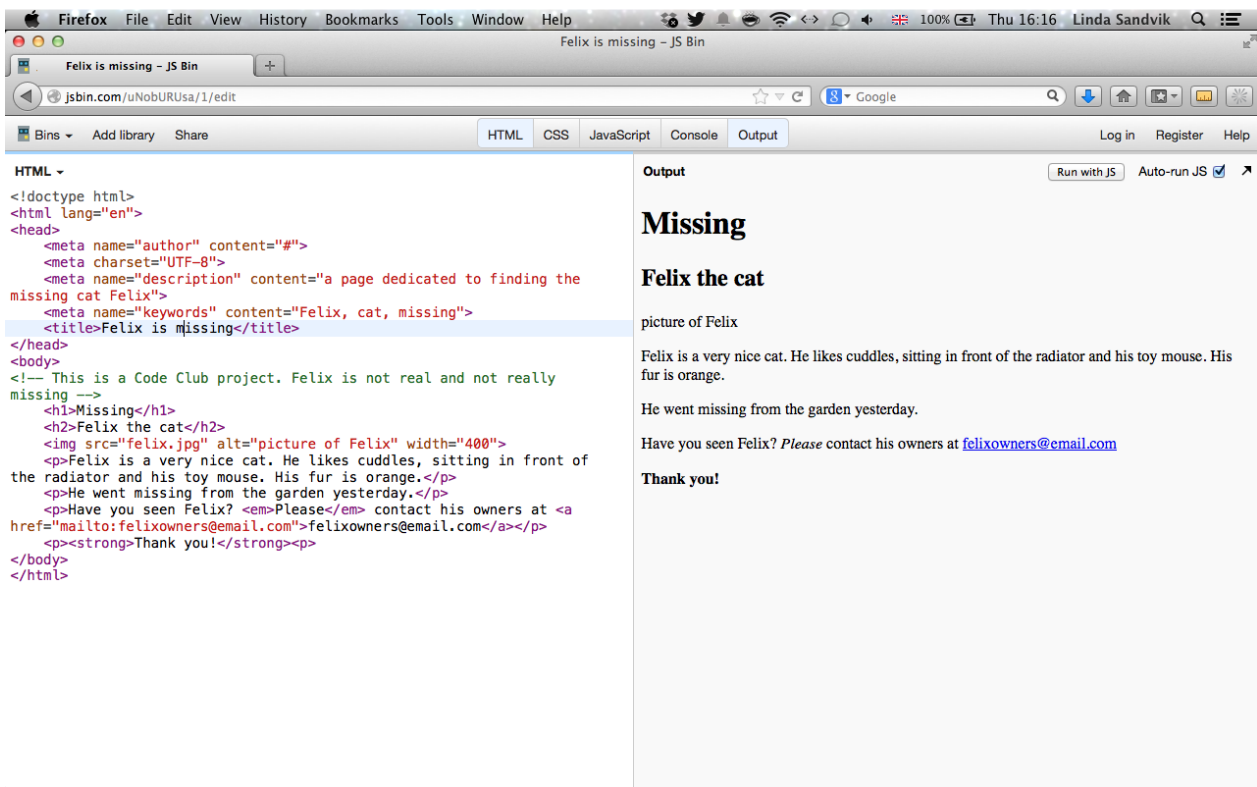 Firefox File Edit View History Bookmarks Tools Window Help 100% Thu 16:16 Linda Sandvik
Felix is missing – JS Bin
Felix is missing – JS Bin
jsbin.com/uNobURUsa/1/edit
Google
Bins Add library Share HTML CSS JavaScript Console Output Log in Register Help
HTML
<!doctype html>
<html lang="en">
<head>
    <meta name="author" content="#">
    <meta charset="UTF-8">
    <meta name="description" content="a page dedicated to finding the
missing cat Felix">
    <meta name="keywords" content="Felix, cat, missing">
    <title>Felix is missing</title>
</head>
<body>
<!-- This is a Code Club project. Felix is not real and not really
missing -->
    <h1>Missing</h1>
    <h2>Felix the cat</h2>
    <img src="felix.jpg" alt="picture of Felix" width="400">
    <p>Felix is a very nice cat. He likes cuddles, sitting in front of
the radiator and his toy mouse. His fur is orange.</p>
    <p>He went missing from the garden yesterday.</p>
    <p>Have you seen Felix? <em>Please</em> contact his owners at <a
href="mailto:felixowners@email.com">felixowners@email.com</a></p>
    <p><strong>Thank you!</strong><p>
</body>
</html>
Output Run with JS Auto-run JS
Missing
Felix the cat
picture of Felix
Felix is a very nice cat. He likes cuddles, sitting in front of the radiator and his toy mouse. His
fur is orange.
He went missing from the garden yesterday.
Have you seen Felix? Please contact his owners at felixowners@email.com
Thank you!